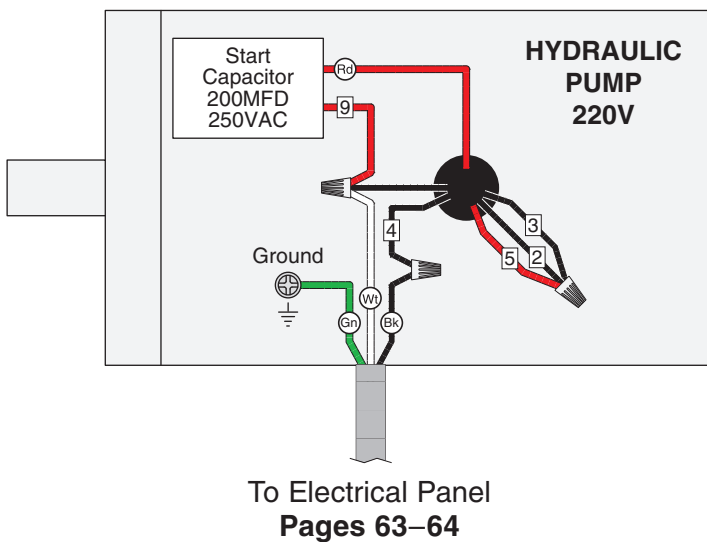 Start
Capacitor
200MFD
250VAC
Rd
9
HYDRAULIC
PUMP
220V
4
3
2
5
Ground
Wt
Gn
Bk
To Electrical Panel
Pages 63–64